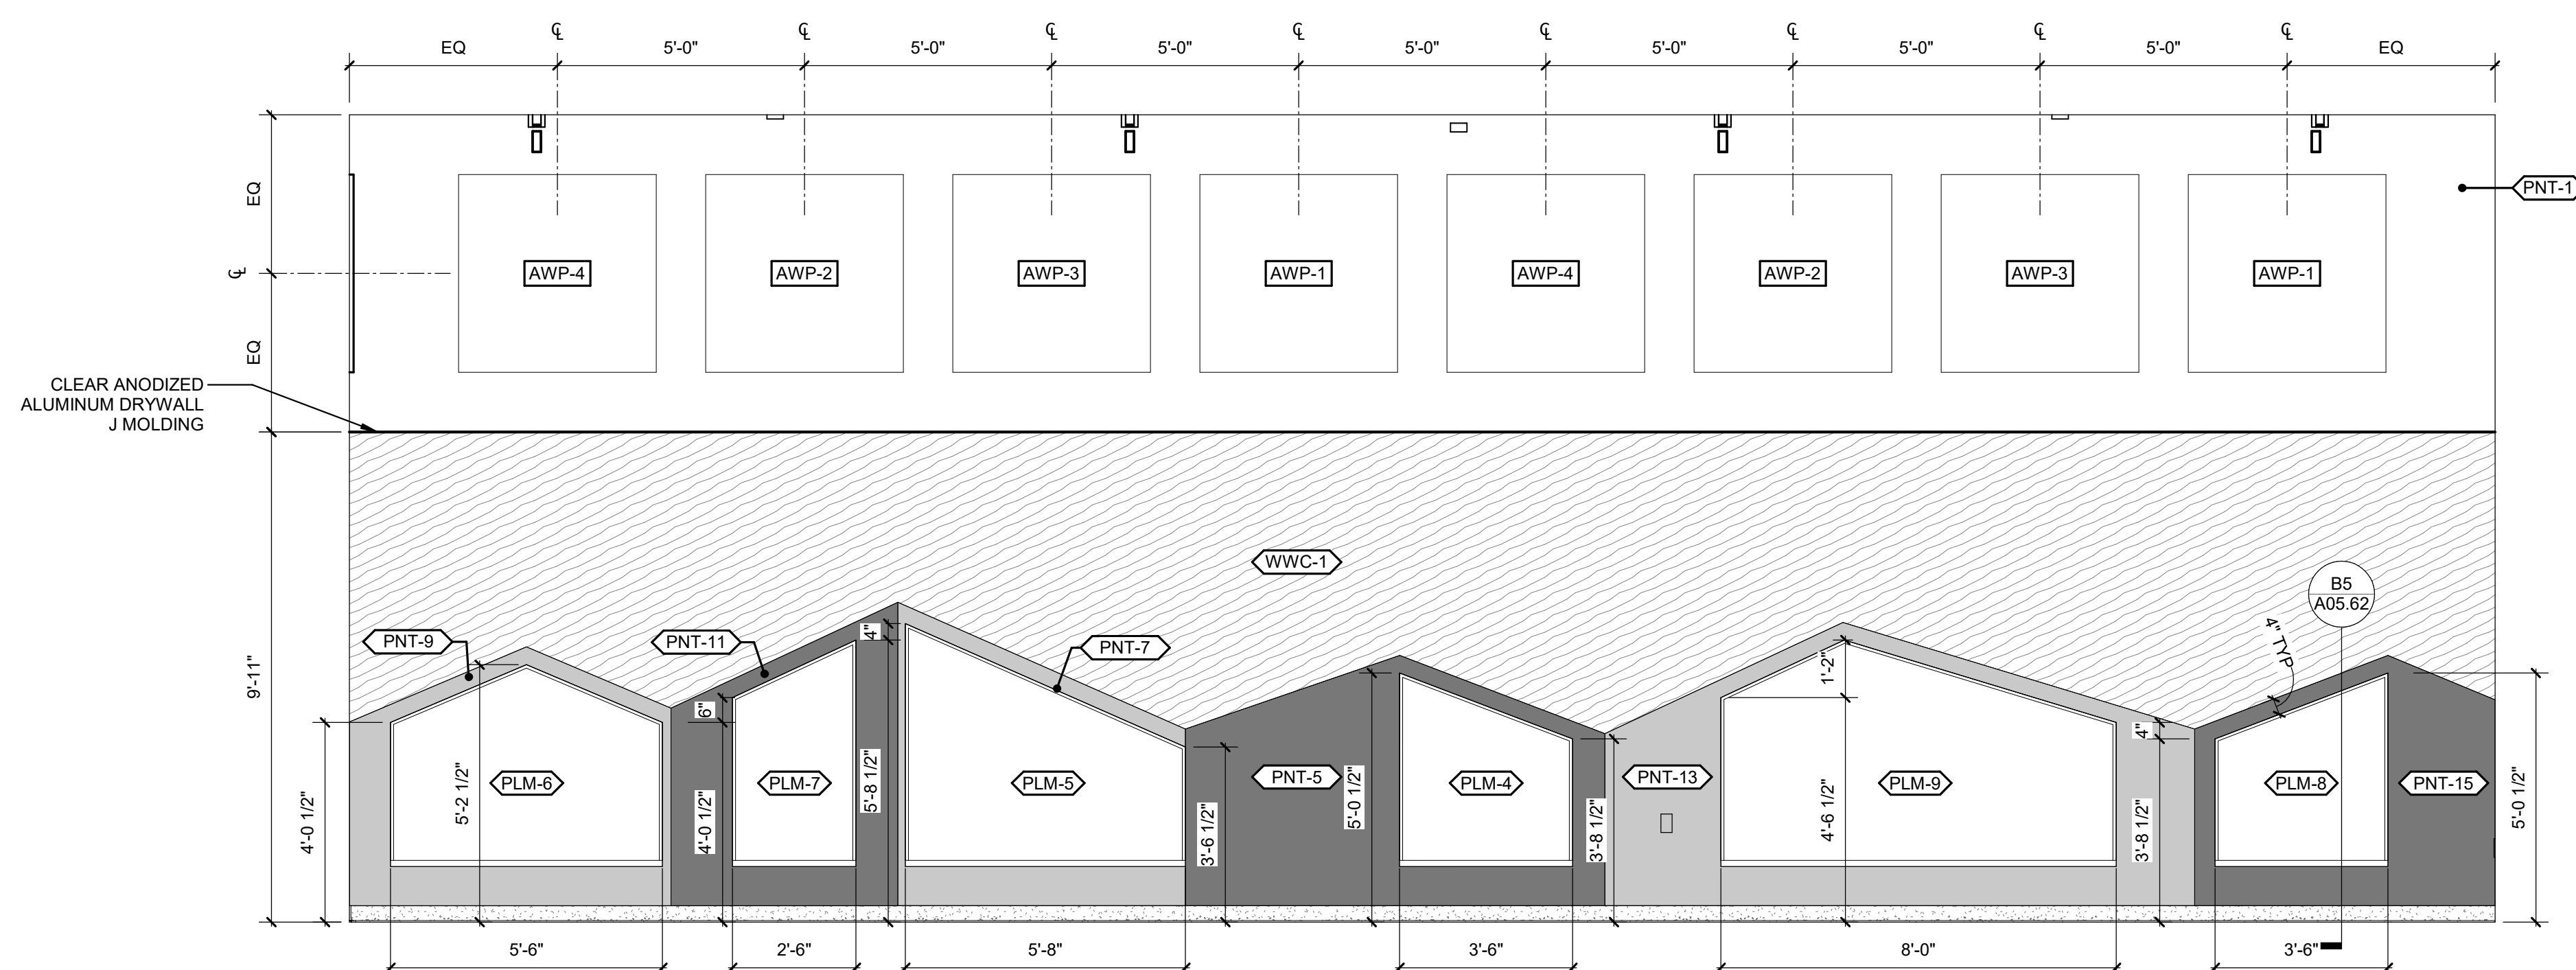 ℄ ℄ ℄ ℄ ℄ ℄ ℄ ℄
EQ 5'-0" 5'-0" 5'-0" 5'-0" 5'-0" 5'-0" 5'-0" EQ
EQ
PNT-1
℄
AWP-4 AWP-2 AWP-3 AWP-1 AWP-4 AWP-2 AWP-3 AWP-1
EQ
CLEAR ANODIZED
ALUMINUM DRYWALL
J MOLDING
WWC-1
B5
A05.62
4" TYP
9'-11"
PNT-9
PNT-11
4"
PNT-7
1'-2"
6"
4"
PLM-6 PLM-7 PLM-5 PNT-5 PLM-4 PNT-13 PLM-9 PLM-8 PNT-15
4'-0 1/2"
5'-2 1/2"
4'-0 1/2"
5'-8 1/2"
3'-6 1/2"
5'-0 1/2"
3'-8 1/2"
4'-6 1/2"
3'-8 1/2"
5'-0 1/2"
5'-6" 2'-6" 5'-8" 3'-6" 8'-0" 3'-6"